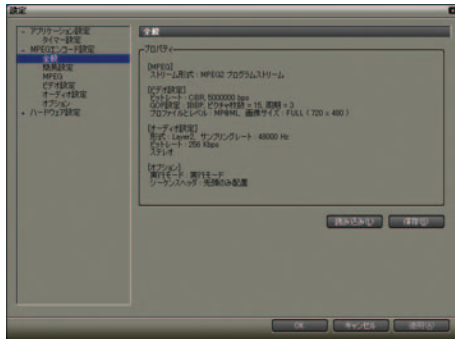 設定
- アプリケーション設定
タイマー設定
- MPEGエンコード設定
全般
簡易設定
MPEG
ビデオ設定
オーディオ設定
オプション
+ ハードウェア設定
全般
プロパティ
[MPEG]
ストリーム形式 : MPEG2 プログラムストリーム
[ビデオ設定]
ビットレート : CBR, 5000000 bps
GOP設定 : IBBP, ピクチャ枚数 = 15, 周期 = 3
プロファイルとレベル : MP@ML, 画像サイズ : FULL ( 720 x 480 )
[オーディオ設定]
形式 : Layer2, サンプリングレート : 48000 Hz
ビットレート : 256 Kbps
ステレオ
[オプション]
実行モード : 実行モード
シーケンスヘッダ : 先頭のみ配置
読み込み(L)
保存(S)
OK
キャンセル
適用(A)